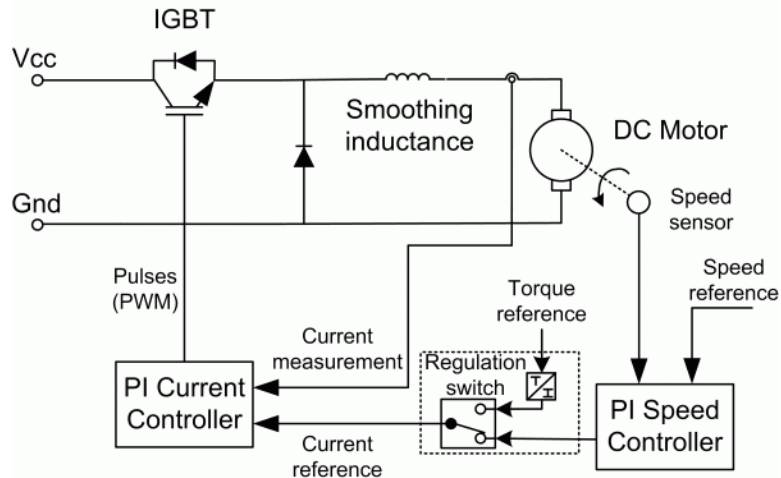 IGBT
Vcc
Smoothing
inductance
DC Motor
Gnd
Speed
sensor
Pulses
(PWM)
Torque
reference
Speed
reference
Current
measurement
Regulation
switch
T
I
PI Current
Controller
PI Speed
Controller
Current
reference